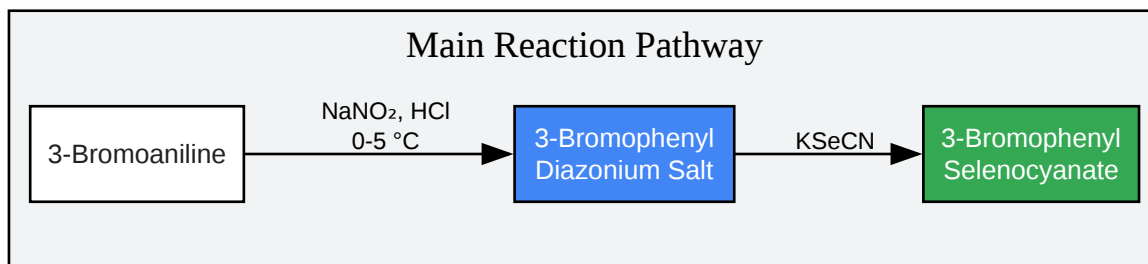 Main Reaction Pathway
3-Bromoaniline
NaNO₂, HCl
0-5 °C
3-Bromophenyl
Diazonium Salt
KSeCN
3-Bromophenyl
Selenocyanate